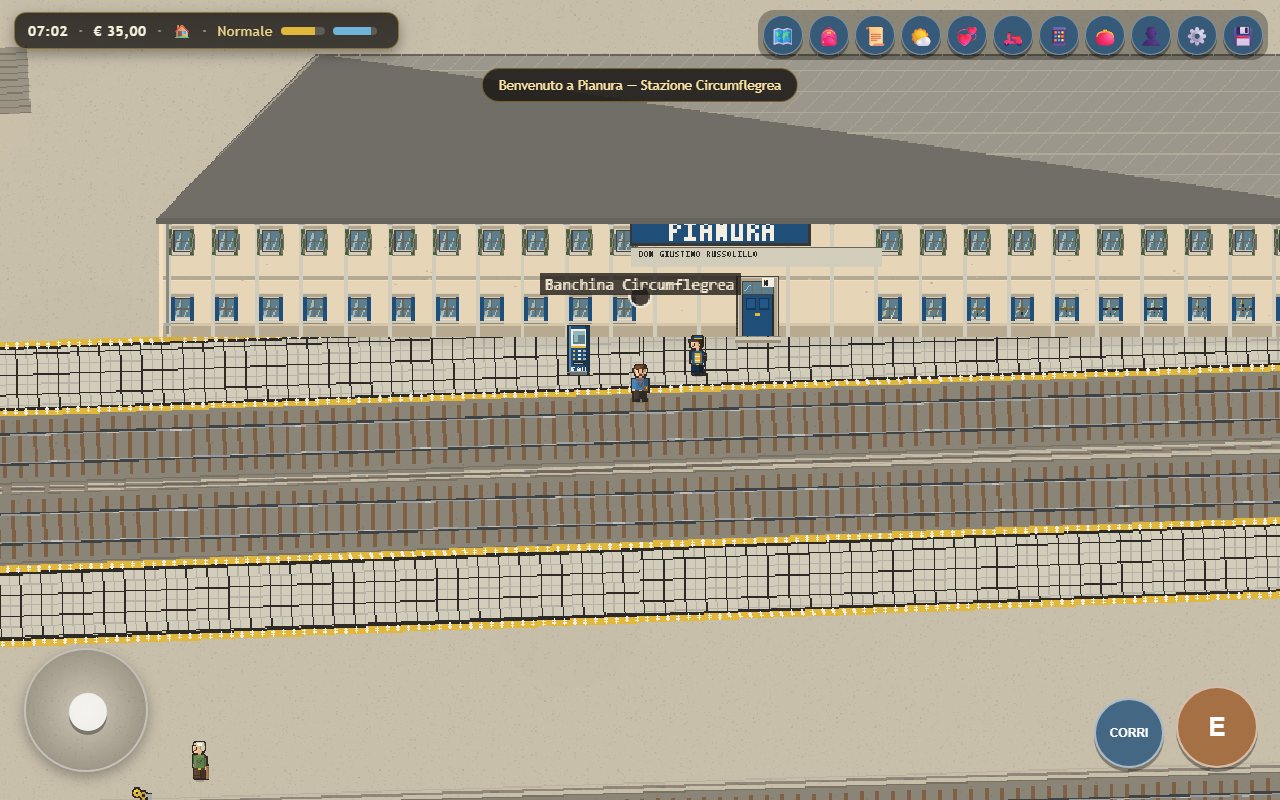 07:02 · € 35,00 · · Normale
Benvenuto a Pianura — Stazione Circumflegrea
PIANURA
DON GIUSTINO RUSSOLILLO
Banchina Circumflegrea
M
CORRI
E